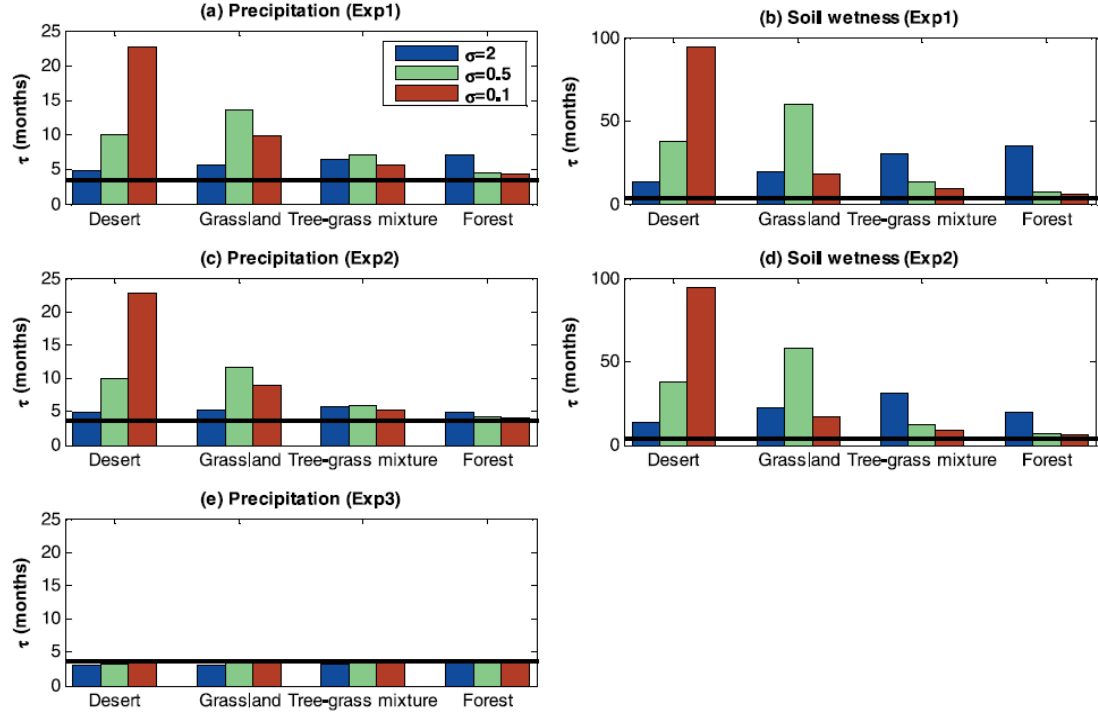 (a) Precipitation (Exp1)
τ (months)
25
20
15
10
5
0
σ=2
σ=0.5
σ=0.1
Desert Grassland Tree-grass mixture Forest
(b) Soil wetness (Exp1)
τ (months)
100
50
0
Desert Grassland Tree-grass mixture Forest
(c) Precipitation (Exp2)
τ (months)
25
20
15
10
5
0
Desert Grassland Tree-grass mixture Forest
(d) Soil wetness (Exp2)
τ (months)
100
50
0
Desert Grassland Tree-grass mixture Forest
(e) Precipitation (Exp3)
τ (months)
25
20
15
10
5
0
Desert Grassland Tree-grass mixture Forest